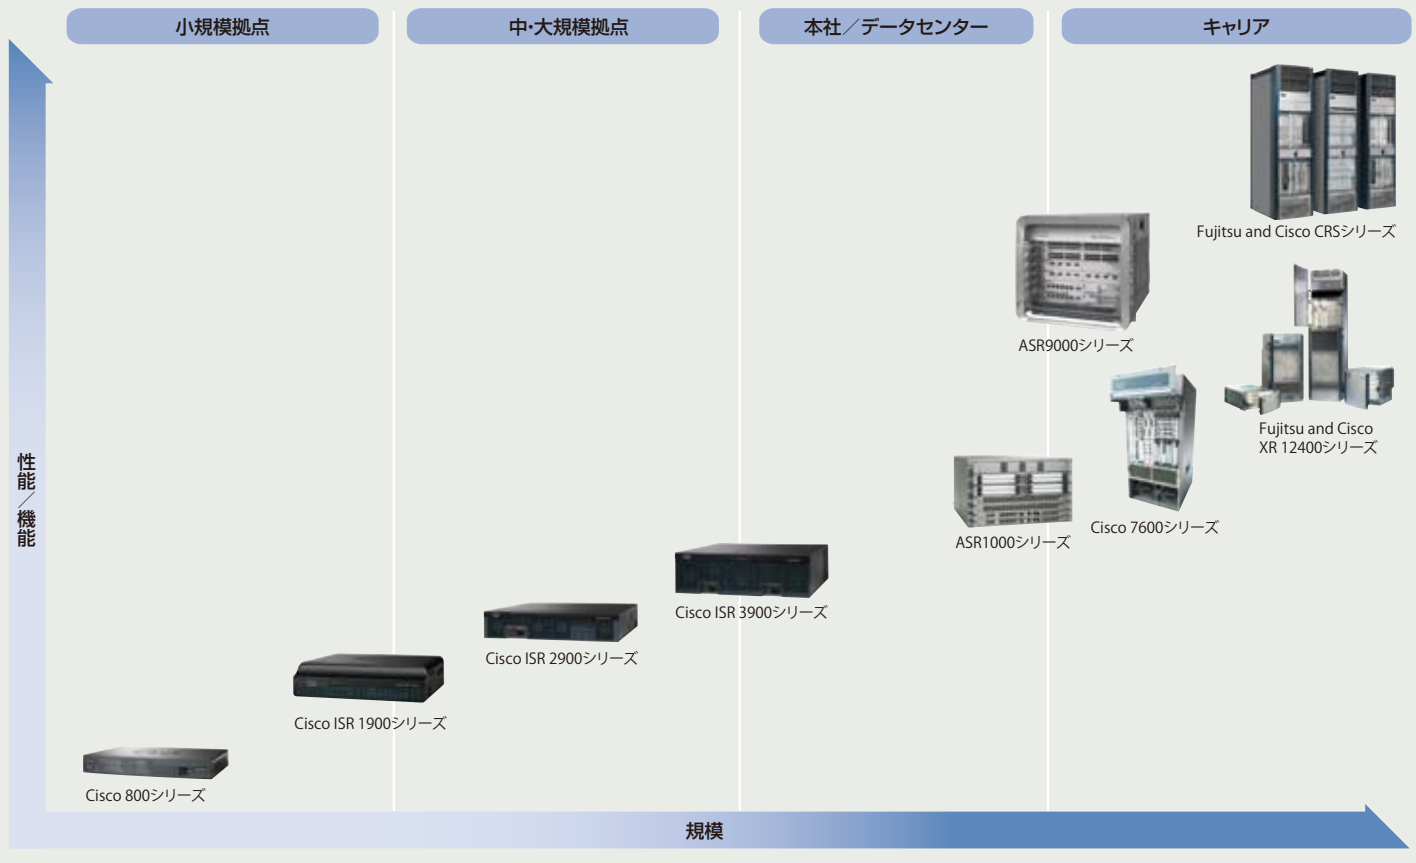 小規模拠点
中・大規模拠点
本社／データセンター
キャリア
Fujitsu and Cisco CRSシリーズ
ASR9000シリーズ
Fujitsu and Cisco
XR 12400シリーズ
Cisco 7600シリーズ
ASR1000シリーズ
Cisco ISR 3900シリーズ
Cisco ISR 2900シリーズ
Cisco ISR 1900シリーズ
Cisco 800シリーズ
性能／機能
規模